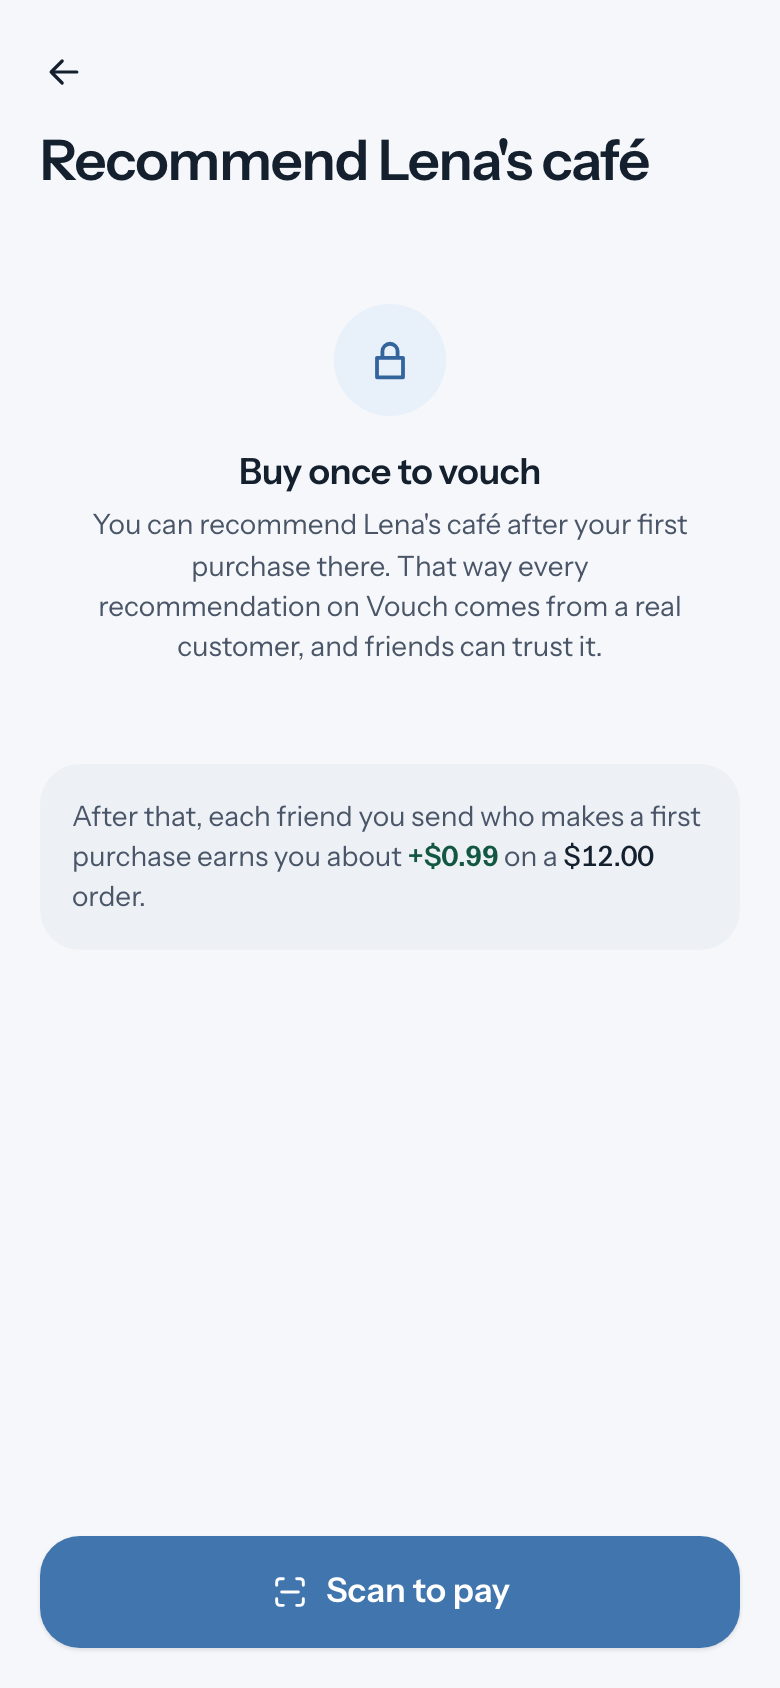 Recommend Lena's café
Buy once to vouch
You can recommend Lena's café after your first
purchase there. That way every
recommendation on Vouch comes from a real
customer, and friends can trust it.
After that, each friend you send who makes a first
purchase earns you about +$0.99 on a $12.00
order.
Scan to pay